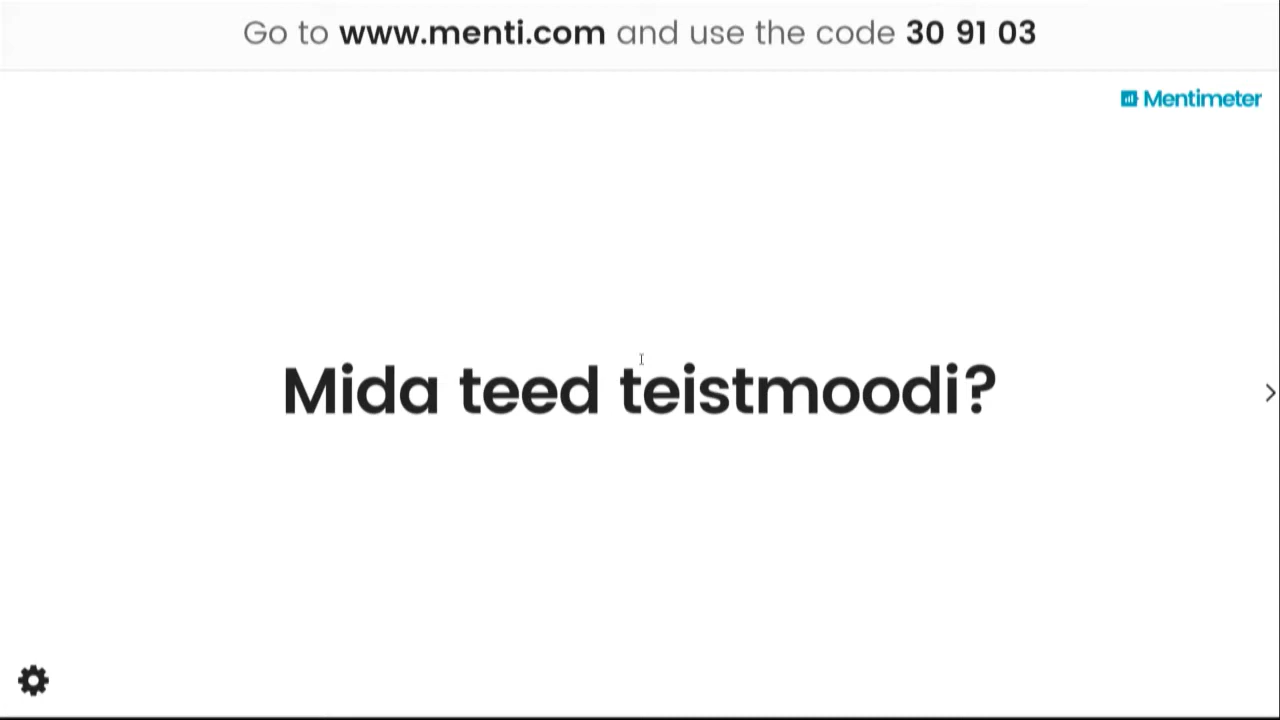 Go to www.menti.com and use the code 30 91 03
Mentimeter
Mida teed teistmoodi?